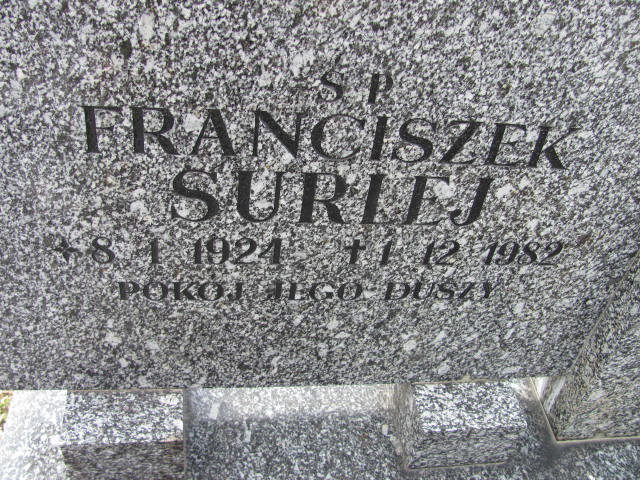 Ś P
FRANCISZEK
SURLEJ
* 8 1 1924 † 1 12 1982
POKÓJ JEGO DUSZY